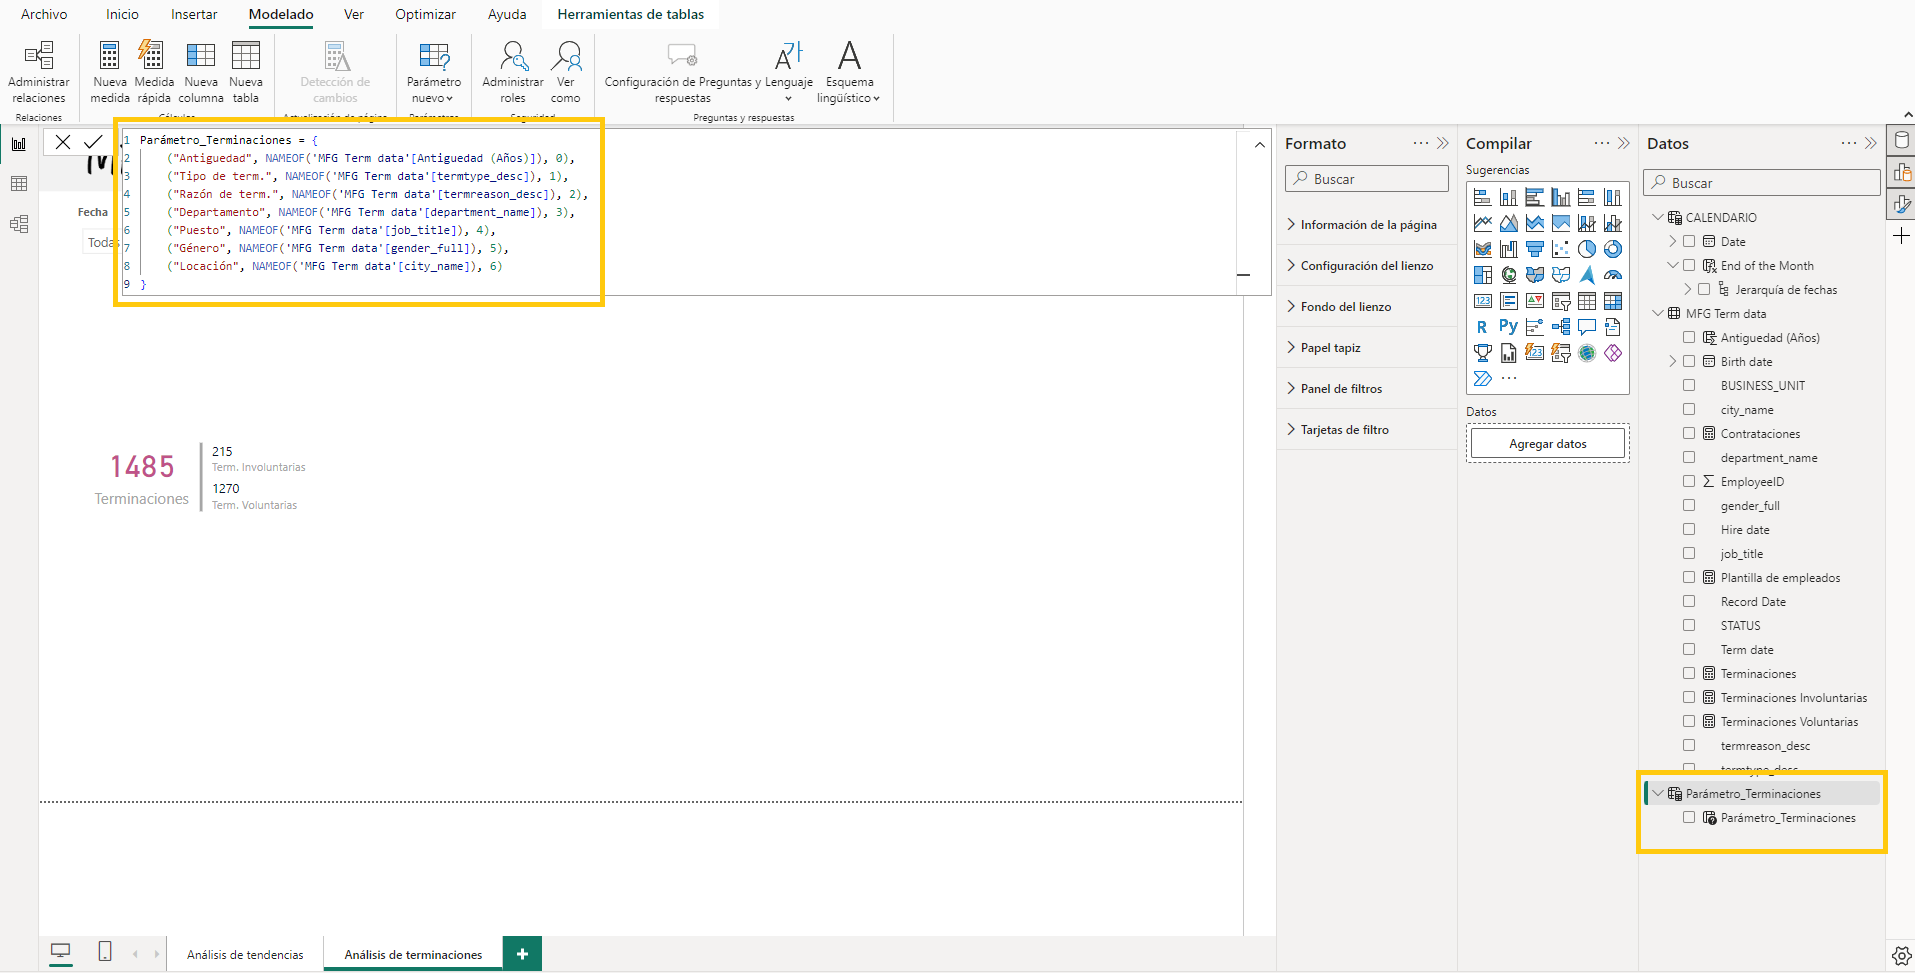 Archivo Inicio Insertar Modelado Ver Optimizar Ayuda Herramientas de tablas
Administrar relaciones
Nueva medida
Medida rápida
Nueva columna
Nueva tabla
Detección de cambios
Parámetro nuevo
Administrar roles
Ver como
Configuración de Preguntas y respuestas
Lenguaje
Esquema lingüístico
Relaciones
Cálculos
Actualización de página
Parámetros
Seguridad
Preguntas y respuestas
1 Parámetro_Terminaciones = {
2 ("Antiguedad", NAMEOF('MFG Term data'[Antiguedad (Años)]), 0),
3 ("Tipo de term.", NAMEOF('MFG Term data'[termtype_desc]), 1),
4 ("Razón de term.", NAMEOF('MFG Term data'[termreason_desc]), 2),
5 ("Departamento", NAMEOF('MFG Term data'[department_name]), 3),
6 ("Puesto", NAMEOF('MFG Term data'[job_title]), 4),
7 ("Género", NAMEOF('MFG Term data'[gender_full]), 5),
8 ("Locación", NAMEOF('MFG Term data'[city_name]), 6)
9 }
Fecha
Todas
1485
Terminaciones
215
Term. Involuntarias
1270
Term. Voluntarias
Formato
Buscar
Información de la página
Configuración del lienzo
Fondo del lienzo
Papel tapiz
Panel de filtros
Tarjetas de filtro
Compilar
Sugerencias
123
R Py
123
Datos
Agregar datos
Datos
Buscar
CALENDARIO
Date
End of the Month
Jerarquía de fechas
MFG Term data
Antiguedad (Años)
Birth date
BUSINESS_UNIT
city_name
Contrataciones
department_name
EmployeeID
gender_full
Hire date
job_title
Plantilla de empleados
Record Date
STATUS
Term date
Terminaciones
Terminaciones Involuntarias
Terminaciones Voluntarias
termreason_desc
termtype_desc
Parámetro_Terminaciones
Parámetro_Terminaciones
Análisis de tendencias
Análisis de terminaciones
+